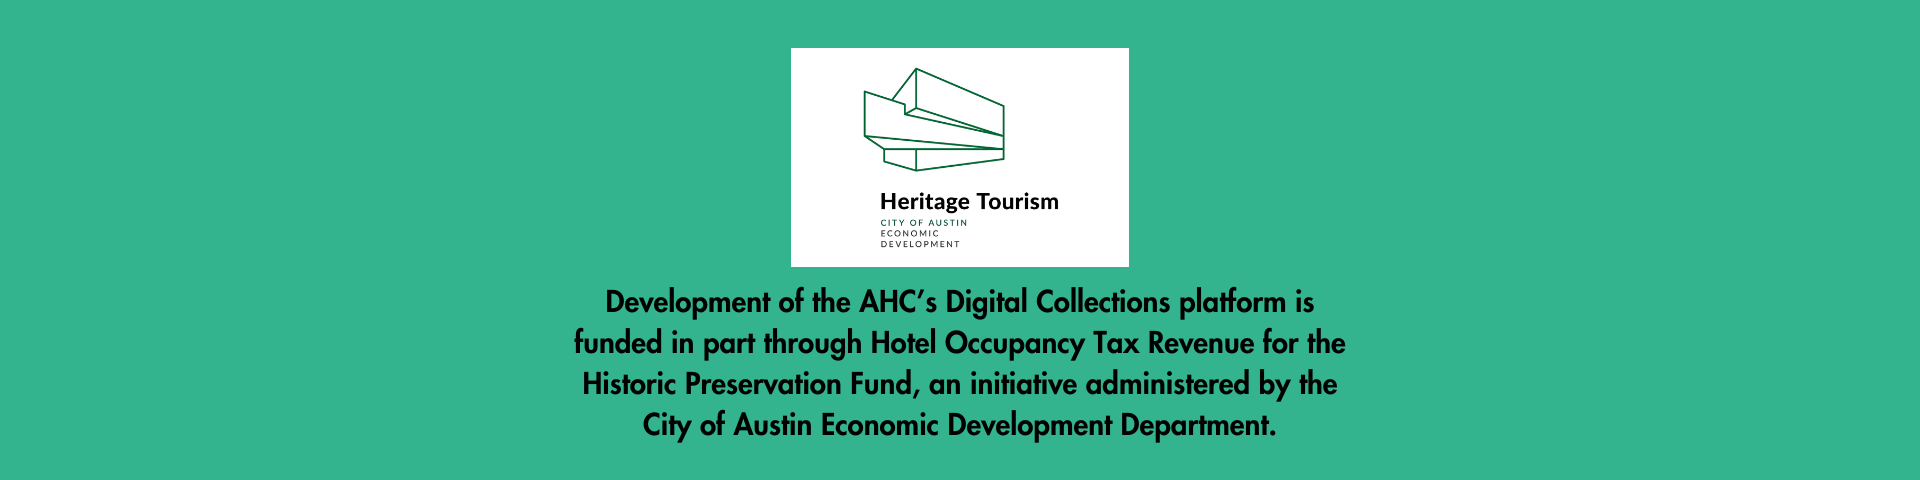 Heritage Tourism
CITY OF AUSTIN
ECONOMIC
DEVELOPMENT
Development of the AHC’s Digital Collections platform is
funded in part through Hotel Occupancy Tax Revenue for the
Historic Preservation Fund, an initiative administered by the
City of Austin Economic Development Department.